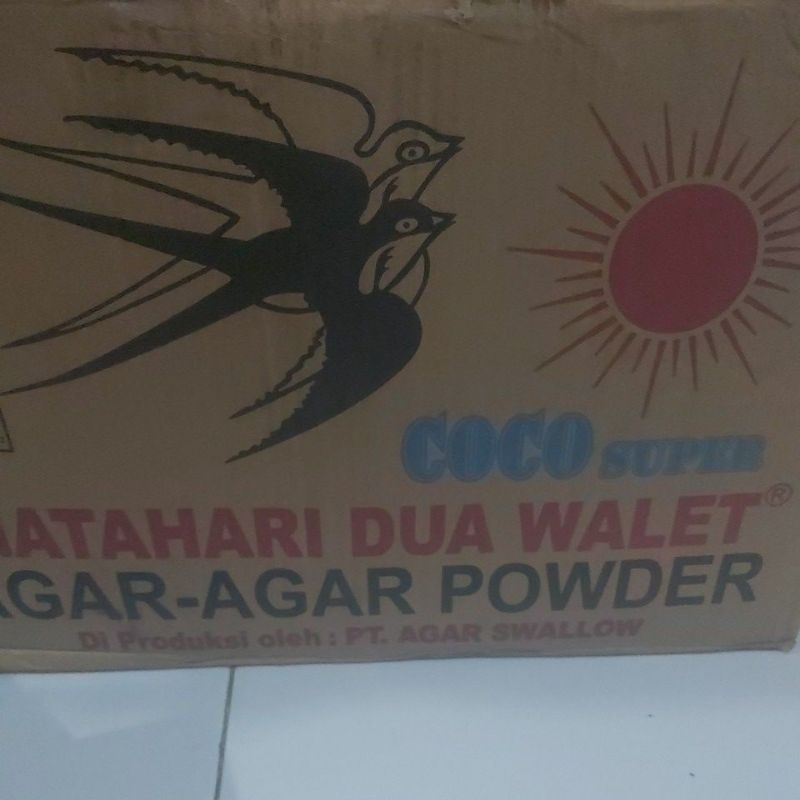 COCO SUPER
MATAHARI DUA WALET®
AGAR-AGAR POWDER
Di Produksi oleh : PT. AGAR SWALLOW